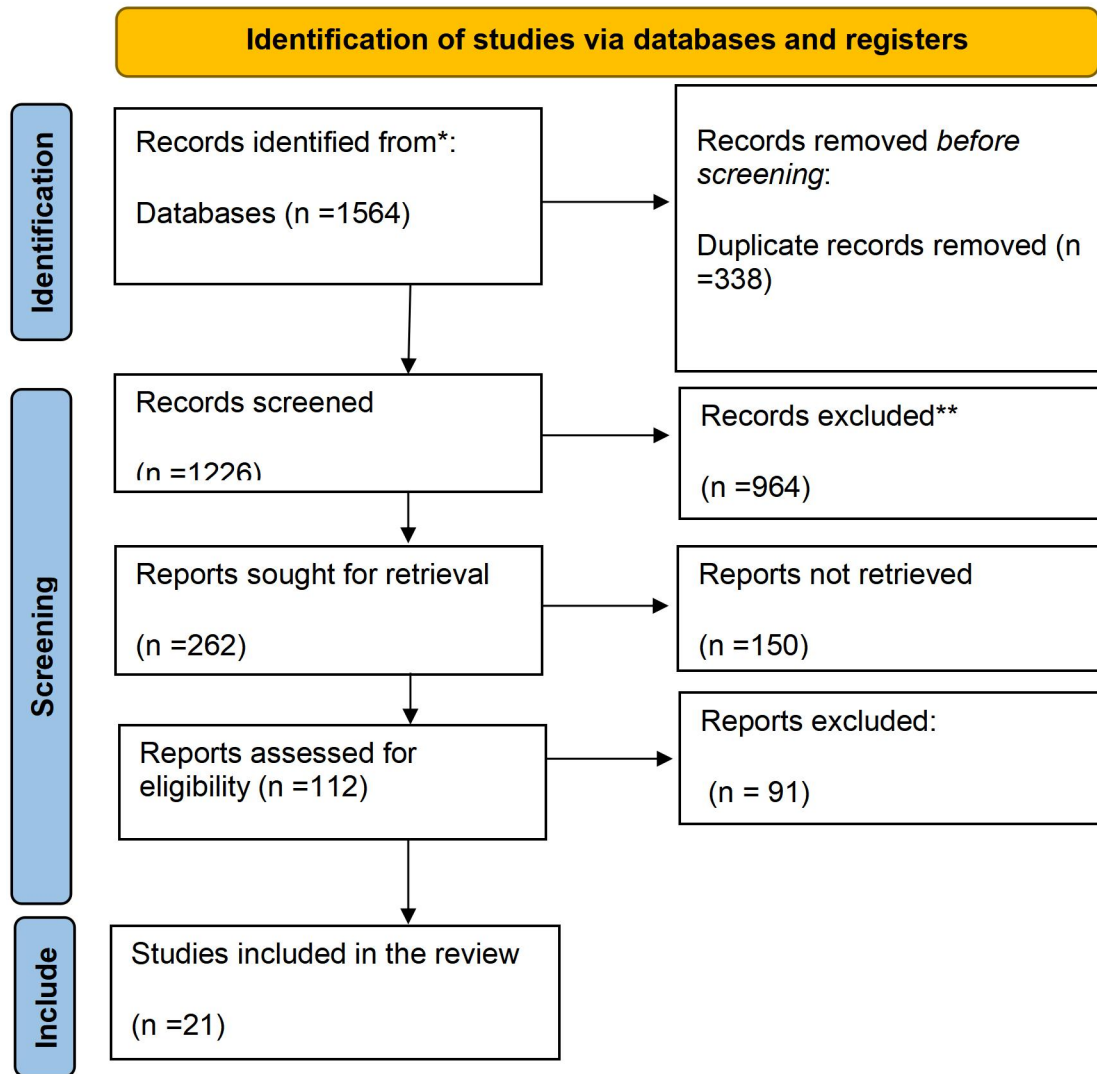 Identification of studies via databases and registers
Identification
Records identified from*:
Databases (n =1564)
Records removed before
screening:
Duplicate records removed (n
=338)
Screening
Records screened
(n =1226)
Records excluded**
(n =964)
Reports sought for retrieval
(n =262)
Reports not retrieved
(n =150)
Reports assessed for
eligibility (n =112)
Reports excluded:
(n = 91)
Include
Studies included in the review
(n =21)